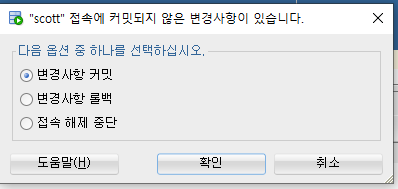 "scott" 접속에 커밋되지 않은 변경사항이 있습니다.
다음 옵션 중 하나를 선택하십시오.
변경사항 커밋
변경사항 롤백
접속 해제 중단
도움말(H) 확인 취소